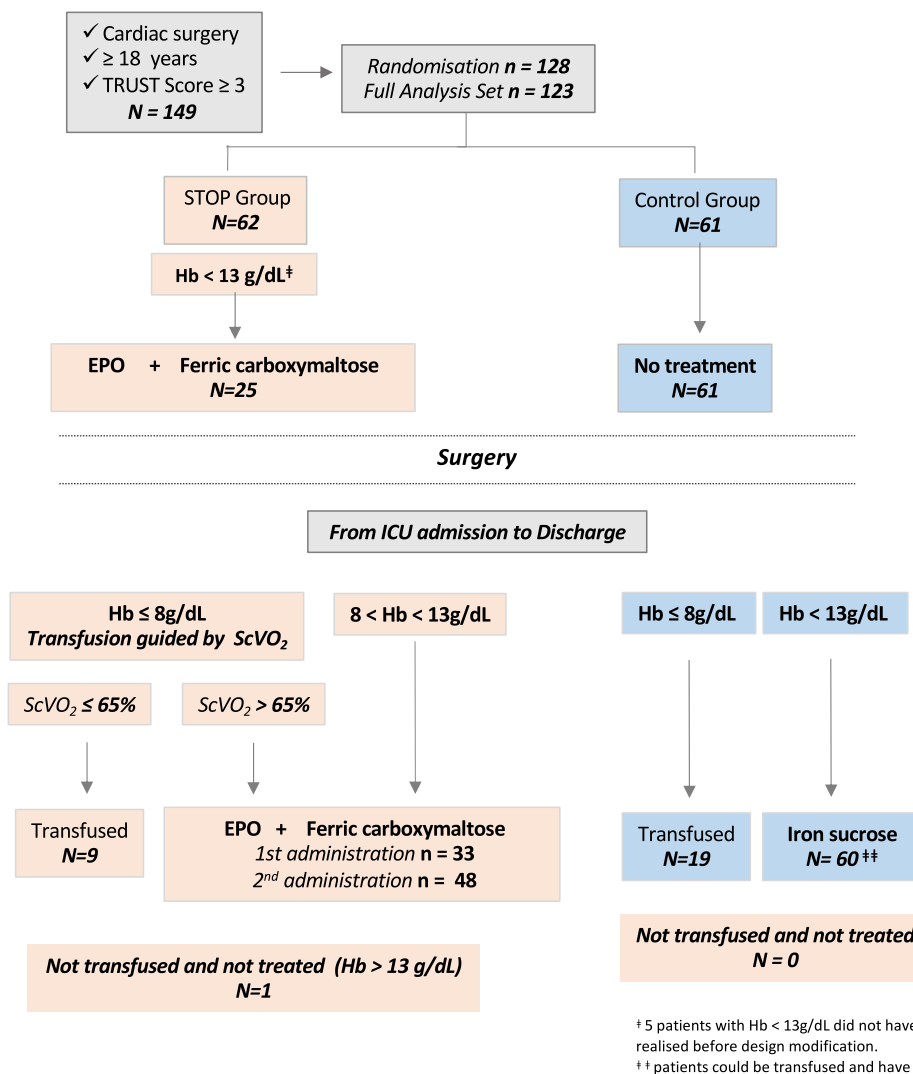 ✓ Cardiac surgery
✓ ≥ 18 years
✓ TRUST Score ≥ 3
N = 149
Randomisation n = 128
Full Analysis Set n = 123
STOP Group
N=62
Control Group
N=61
Hb < 13 g/dL‡
EPO + Ferric carboxymaltose
N=25
No treatment
N=61
Surgery
From ICU admission to Discharge
Hb ≤ 8g/dL
Transfusion guided by ScVO2
8 < Hb < 13g/dL
Hb ≤ 8g/dL
Hb < 13g/dL
ScVO2 ≤ 65%
ScVO2 > 65%
Transfused
N=9
EPO + Ferric carboxymaltose
1st administration n = 33
2nd administration n = 48
Transfused
N=19
Iron sucrose
N= 60 ‡‡
Not transfused and not treated (Hb > 13 g/dL)
N=1
Not transfused and not treated
N = 0
‡ 5 patients with Hb < 13g/dL did not have
realised before design modification.
‡ ‡ patients could be transfused and have